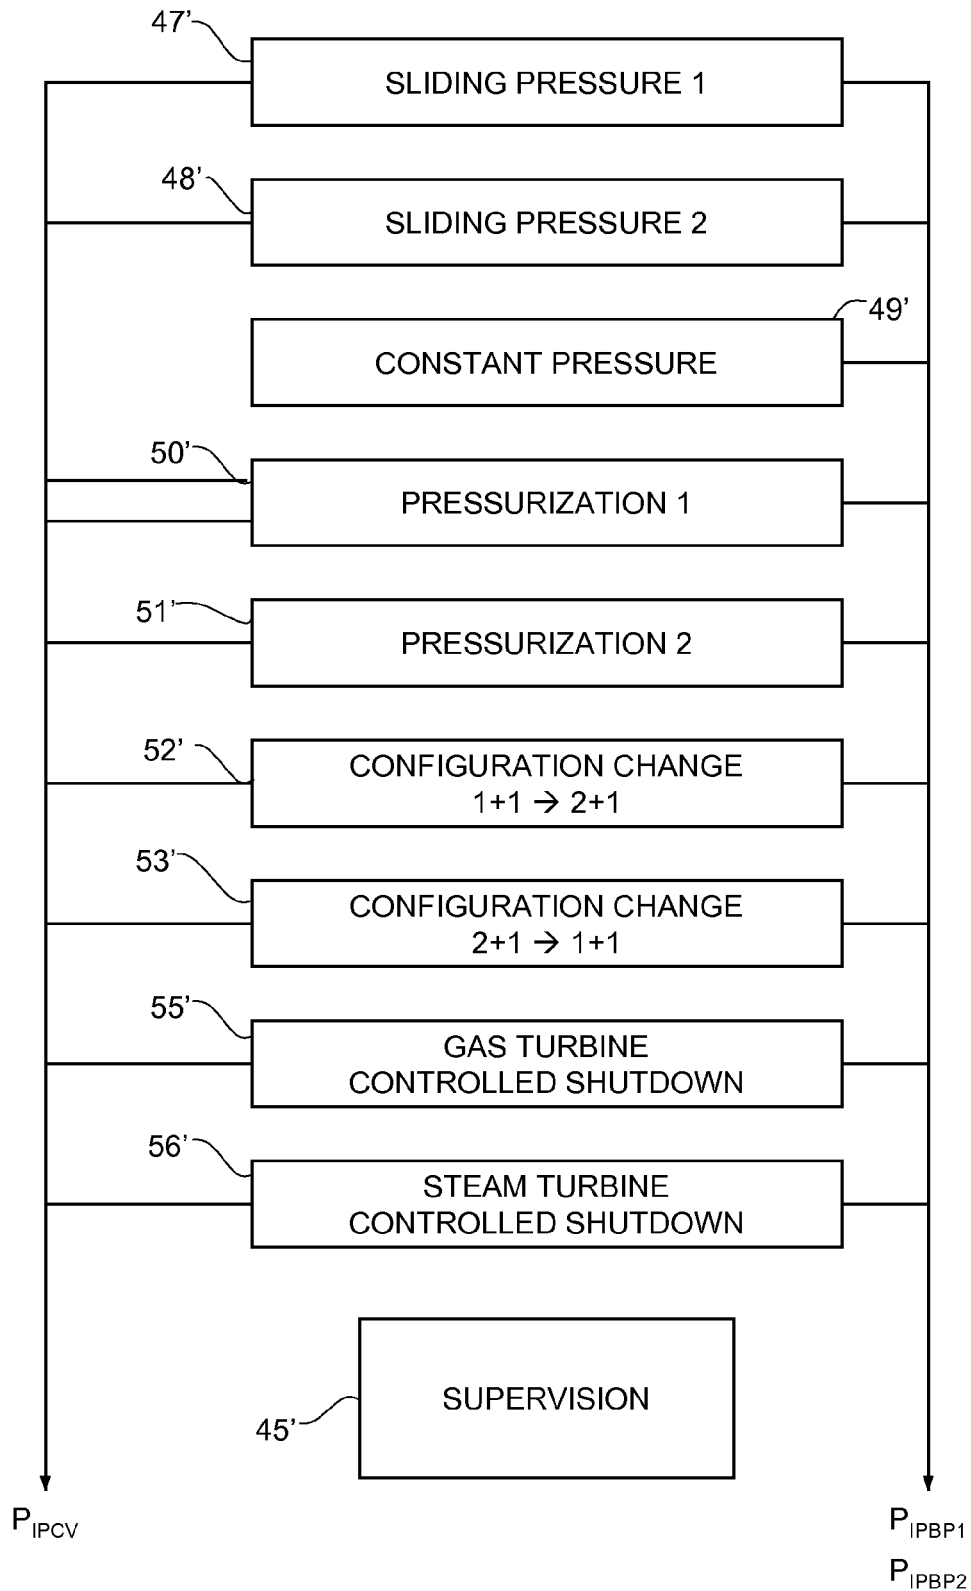 47’
SLIDING PRESSURE 1
48’
SLIDING PRESSURE 2
49’
CONSTANT PRESSURE
50’
PRESSURIZATION 1
51’
PRESSURIZATION 2
52’
CONFIGURATION CHANGE
1+1 → 2+1
53’
CONFIGURATION CHANGE
2+1 → 1+1
55’
GAS TURBINE
CONTROLLED SHUTDOWN
56’
STEAM TURBINE
CONTROLLED SHUTDOWN
SUPERVISION
45’
PIPCV
PIPBP1
PIPBP2